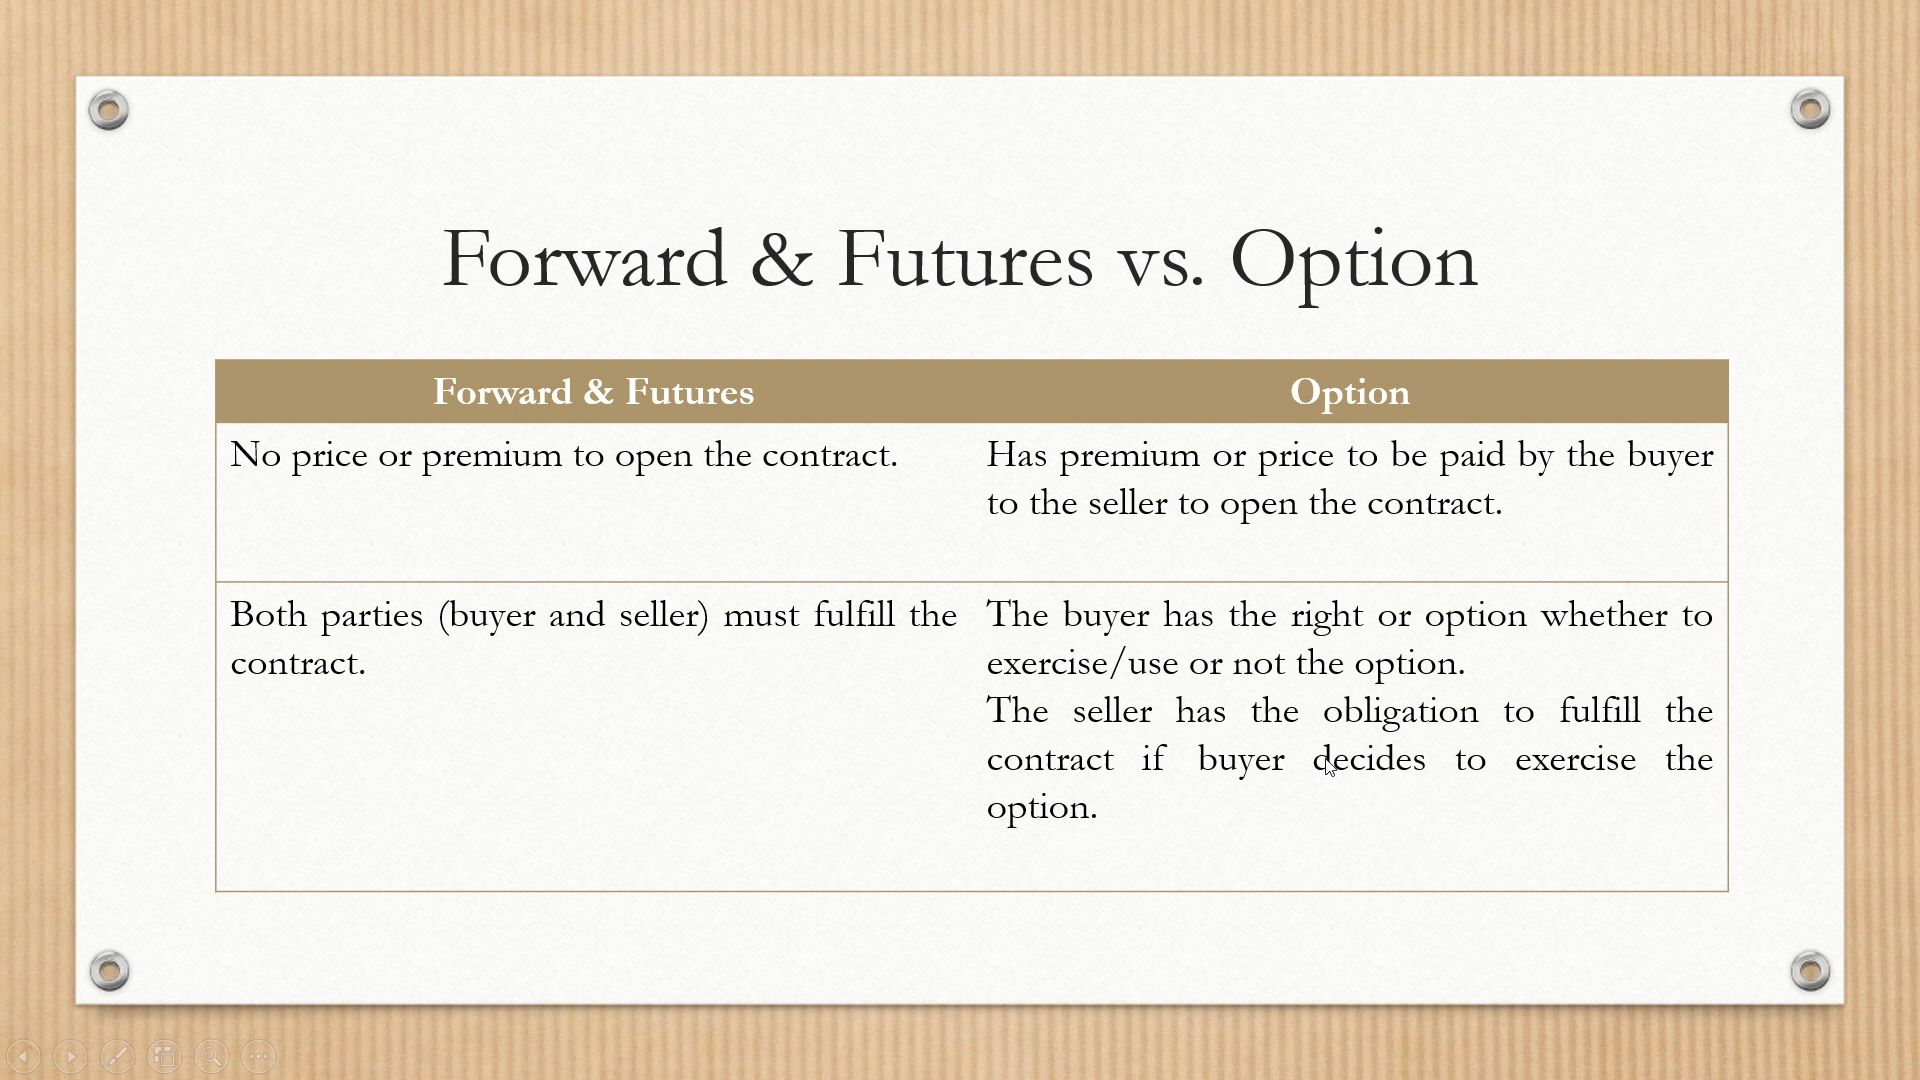 Forward & Futures vs. Option
Forward & Futures
Option
No price or premium to open the contract.
Has premium or price to be paid by the buyer
to the seller to open the contract.
Both parties (buyer and seller) must fulfill the
contract.
The buyer has the right or option whether to
exercise/use or not the option.
The seller has the obligation to fulfill the
contract if buyer decides to exercise the
option.